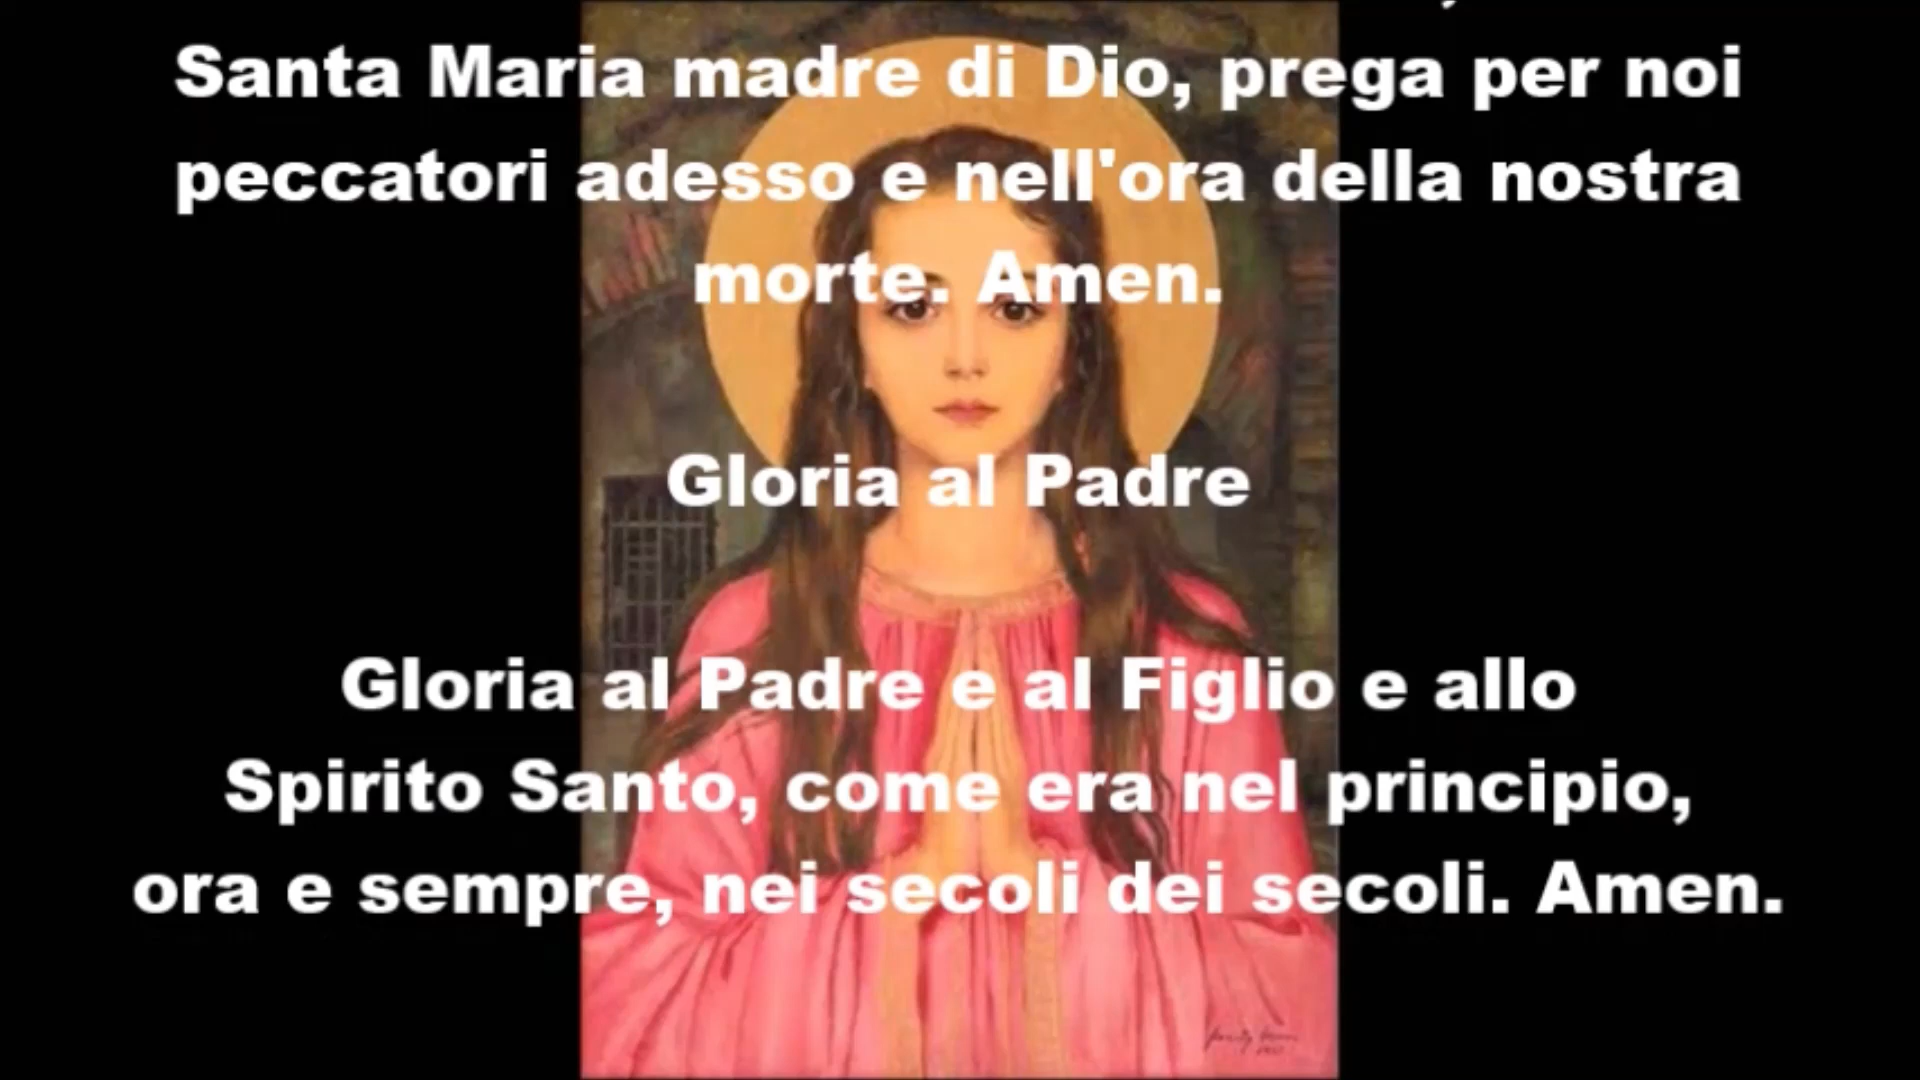 Santa Maria madre di Dio, prega per noi
peccatori adesso e nell'ora della nostra
morte. Amen.
Gloria al Padre
Gloria al Padre e al Figlio e allo
Spirito Santo, come era nel principio,
ora e sempre, nei secoli dei secoli. Amen.